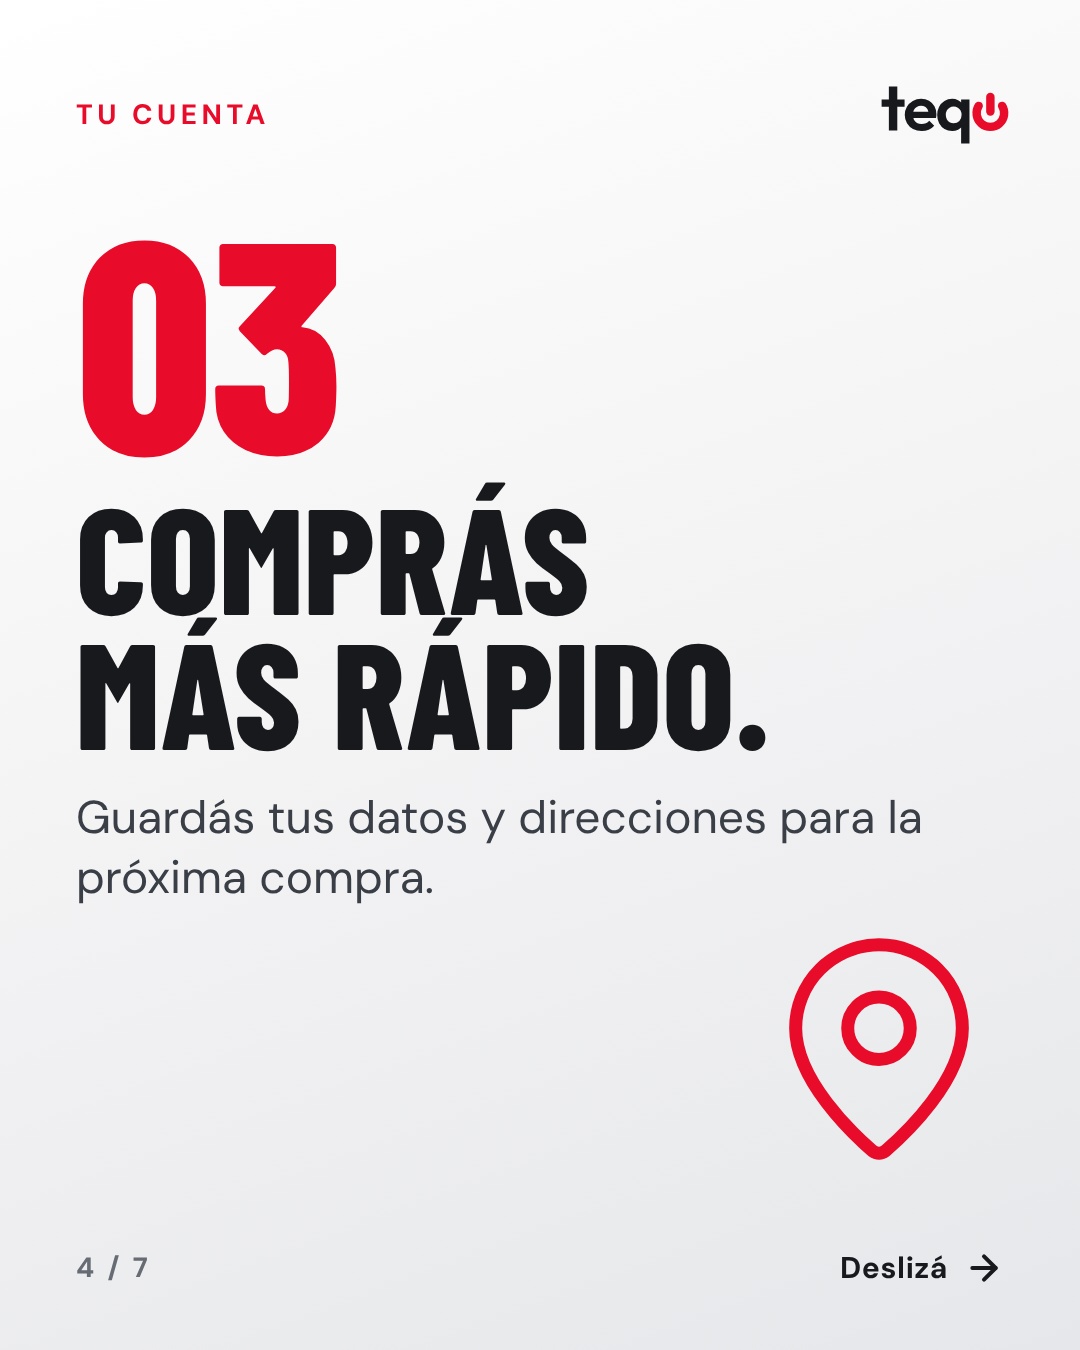 TU CUENTA
teqo
03
COMPRÁS
MÁS RÁPIDO.
Guardás tus datos y direcciones para la
próxima compra.
4 / 7
Deslizá →